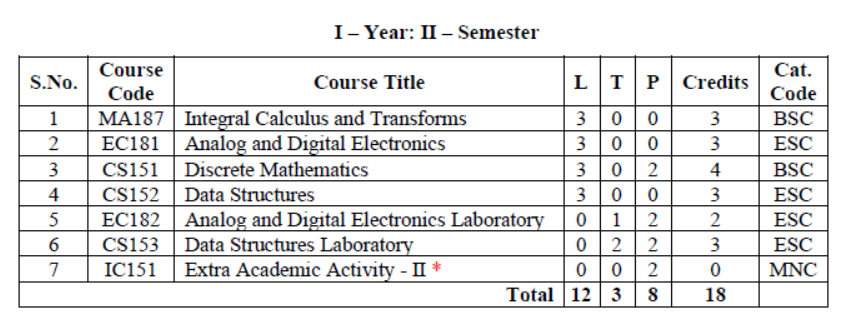 I – Year: II – Semester
S.No. Course Code Course Title L T P Credits Cat. Code
1 MA187 Integral Calculus and Transforms 3 0 0 3 BSC
2 EC181 Analog and Digital Electronics 3 0 0 3 ESC
3 CS151 Discrete Mathematics 3 0 2 4 BSC
4 CS152 Data Structures 3 0 0 3 ESC
5 EC182 Analog and Digital Electronics Laboratory 0 1 2 2 ESC
6 CS153 Data Structures Laboratory 0 2 2 3 ESC
7 IC151 Extra Academic Activity - II * 0 0 2 0 MNC
Total 12 3 8 18